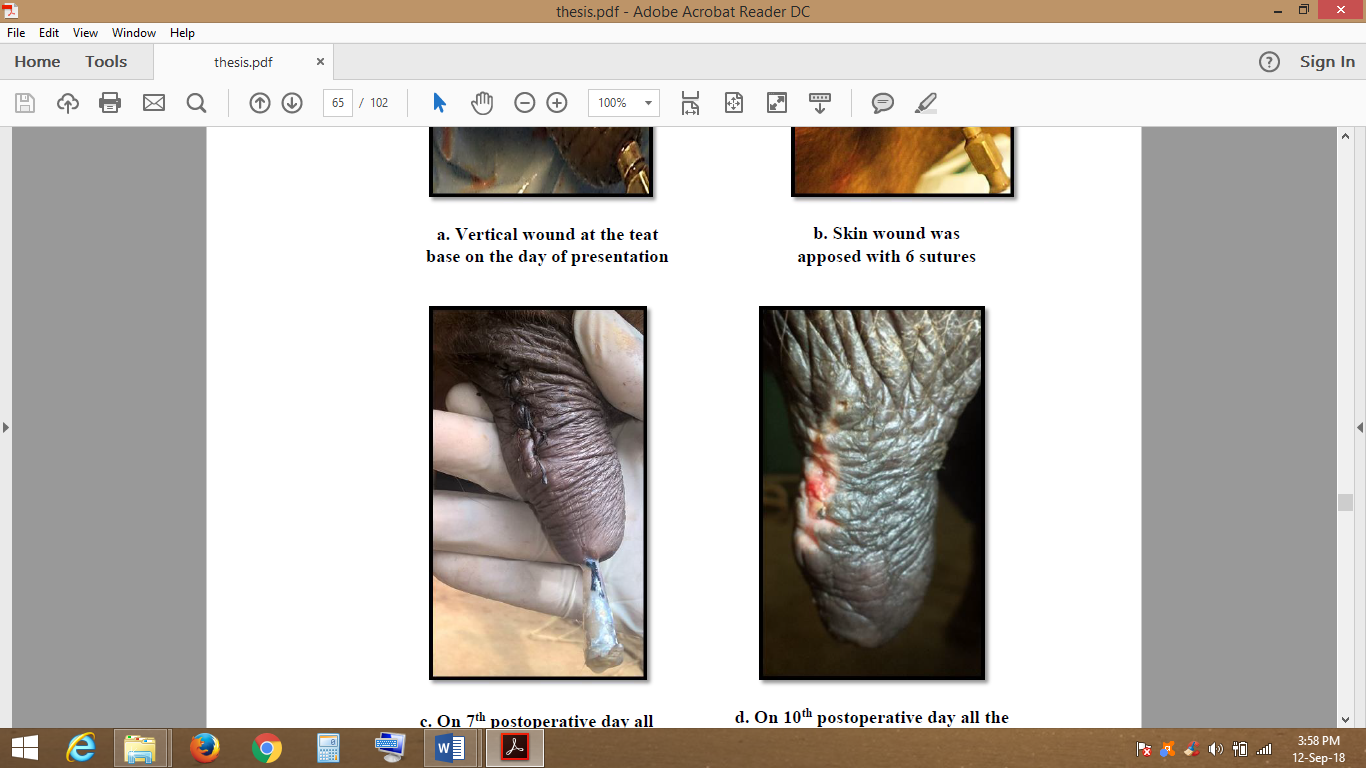 thesis.pdf - Adobe Acrobat Reader DC
File Edit View Window Help
Home Tools thesis.pdf × ? Sign In
65 / 102 100%
a. Vertical wound at the teat
base on the day of presentation
b. Skin wound was
apposed with 6 sutures
c. On 7th postoperative day all
d. On 10th postoperative day all the
3:58 PM
12-Sep-18